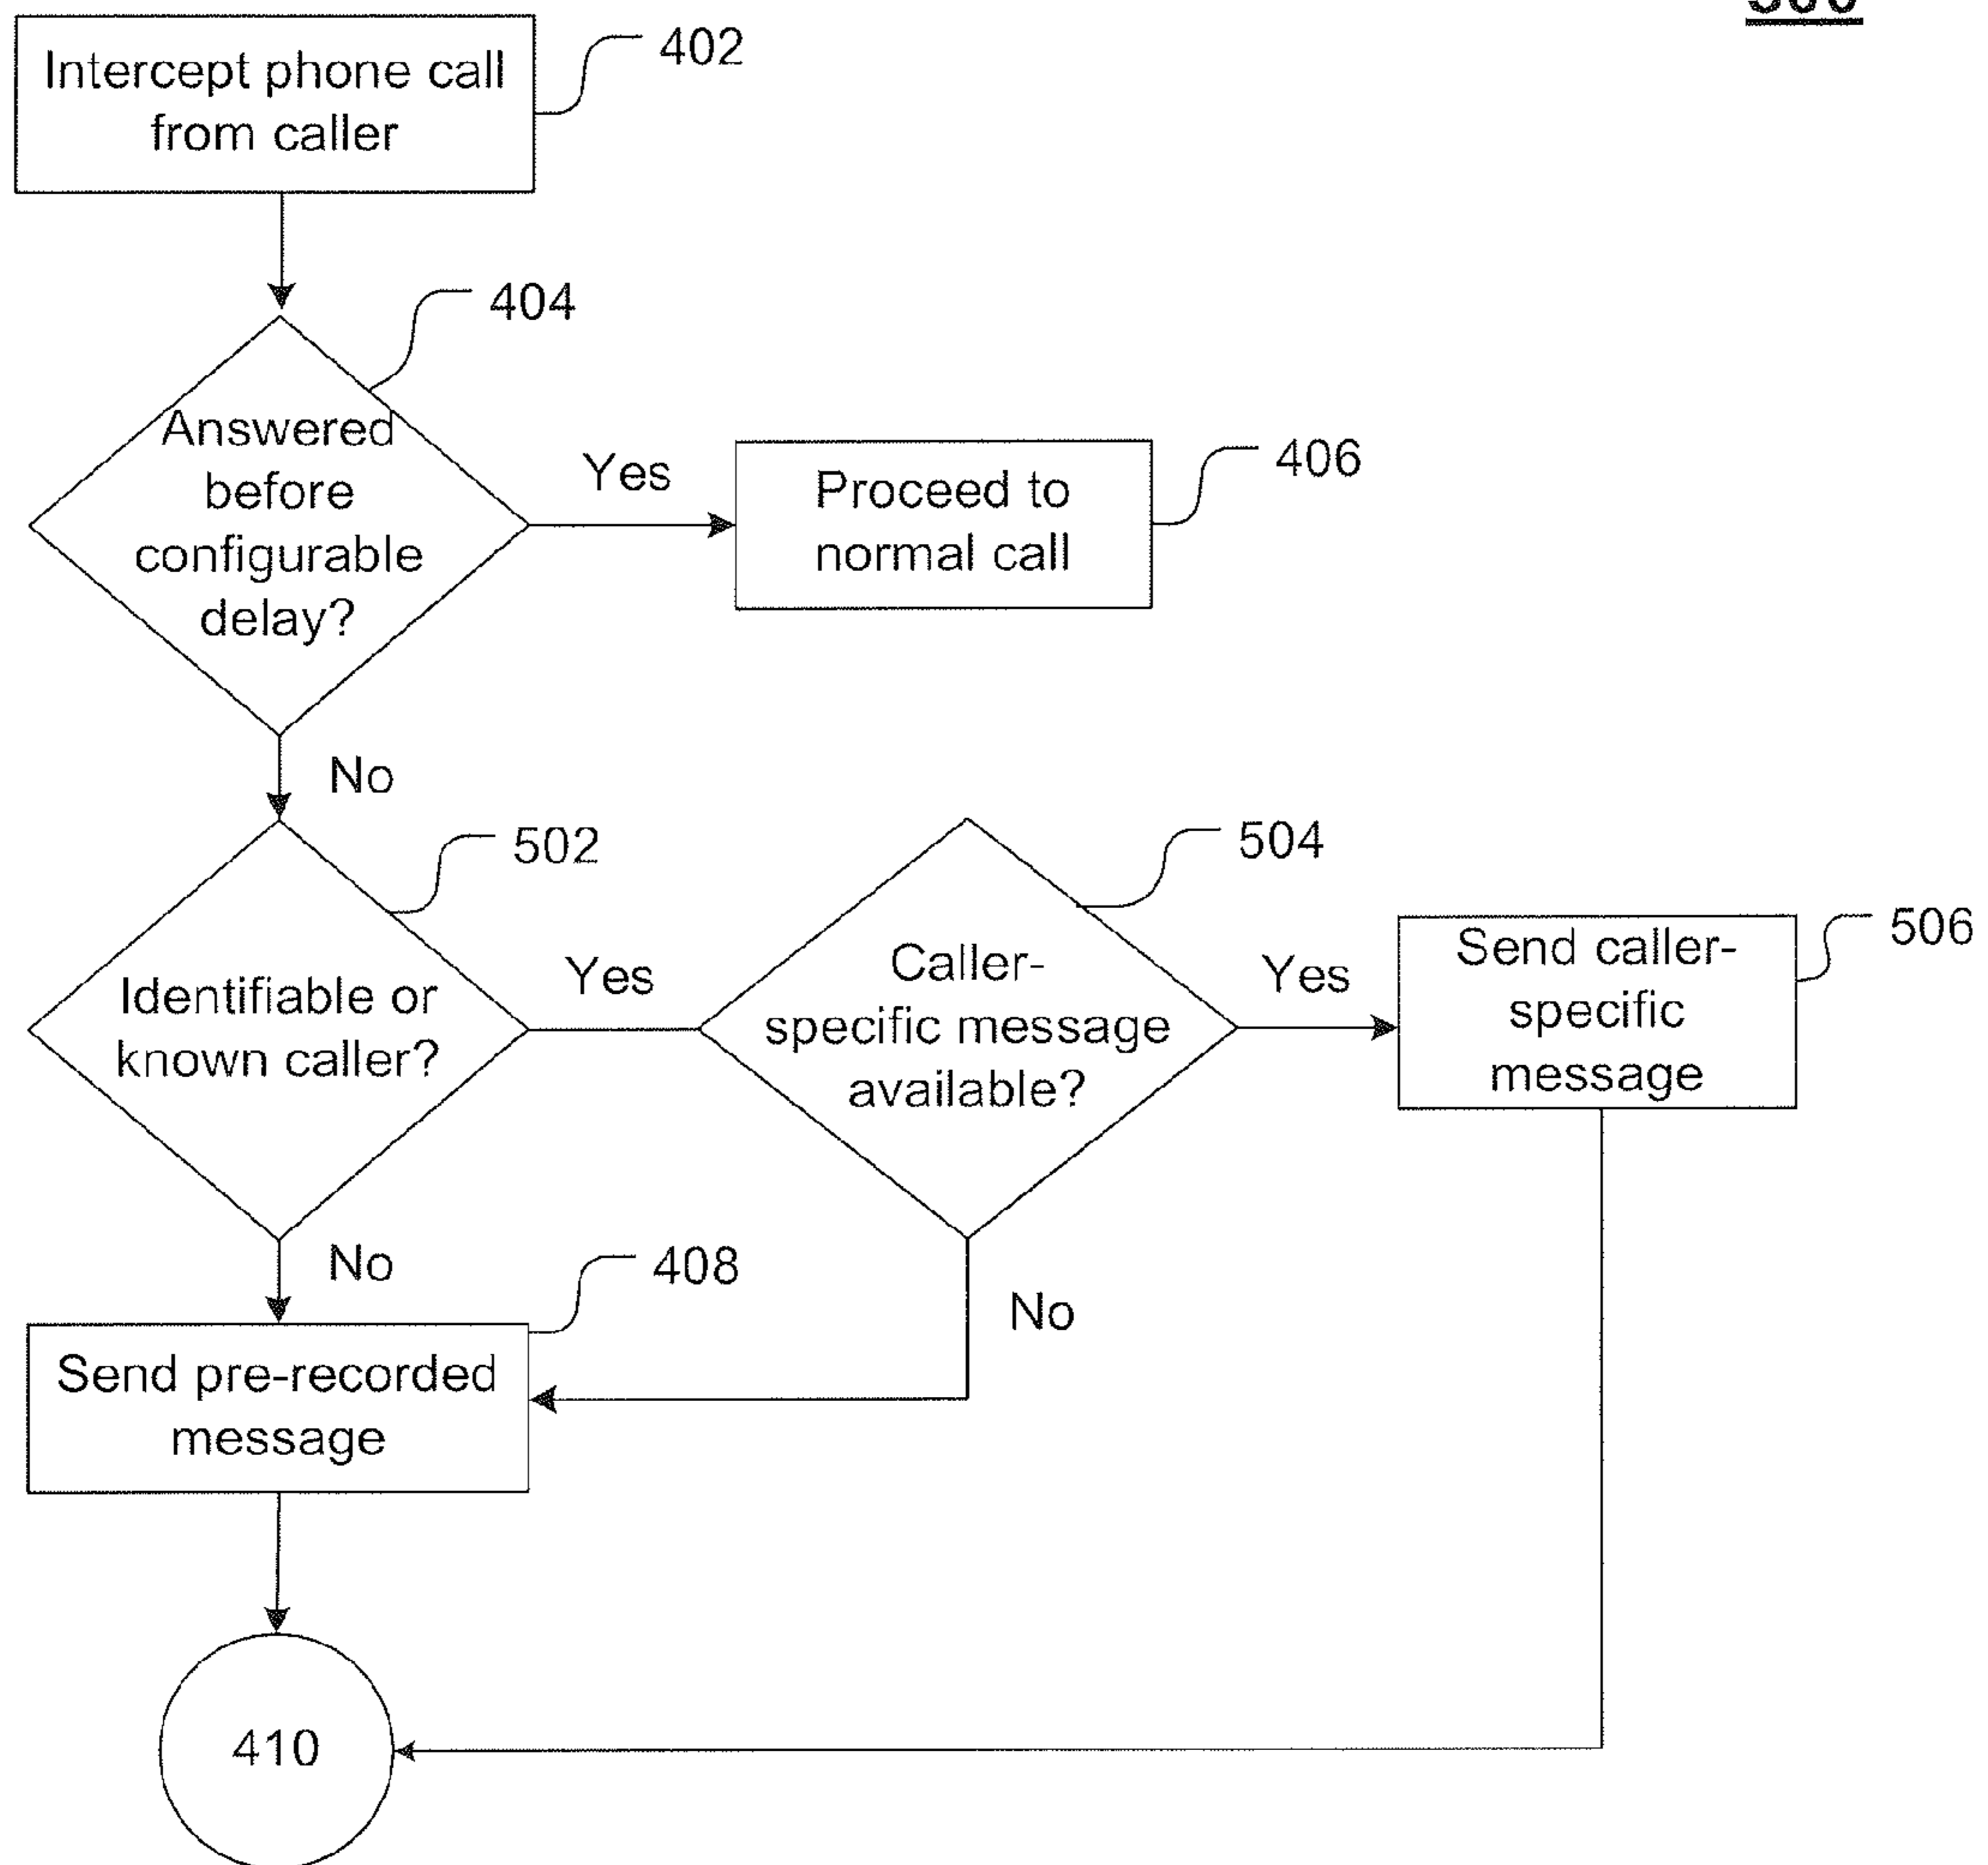 Intercept phone call
from caller
402
404
Answered
before
configurable
delay?
Yes
Proceed to
normal call
406
No
502
Identifiable or
known caller?
Yes
504
Caller-
specific message
available?
Yes
506
Send caller-
specific
message
No
408
Send pre-recorded
message
No
410